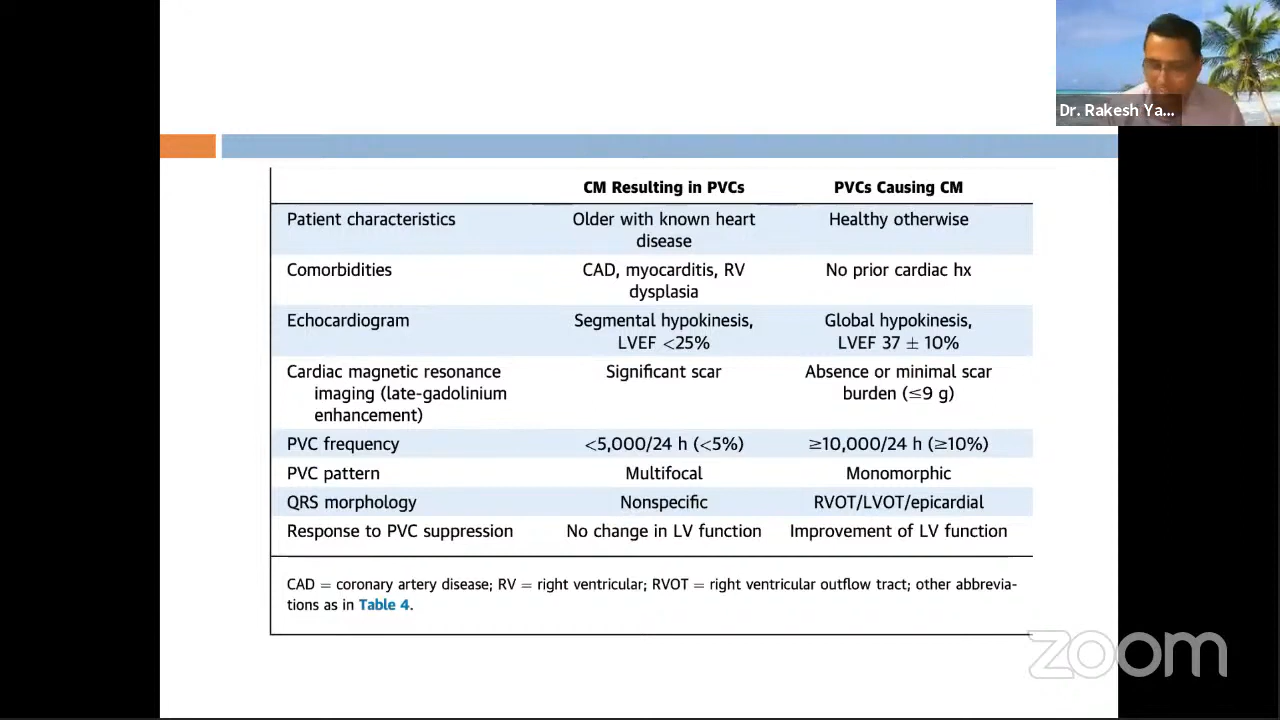 Dr. Rakesh Ya...
CM Resulting in PVCs PVCs Causing CM
Patient characteristics Older with known heart Healthy otherwise
disease
Comorbidities CAD, myocarditis, RV No prior cardiac hx
dysplasia
Echocardiogram Segmental hypokinesis, Global hypokinesis,
LVEF <25% LVEF 37 ± 10%
Cardiac magnetic resonance Significant scar Absence or minimal scar
imaging (late-gadolinium burden (≤9 g)
enhancement)
PVC frequency <5,000/24 h (<5%) ≥10,000/24 h (≥10%)
PVC pattern Multifocal Monomorphic
QRS morphology Nonspecific RVOT/LVOT/epicardial
Response to PVC suppression No change in LV function Improvement of LV function
CAD = coronary artery disease; RV = right ventricular; RVOT = right ventricular outflow tract; other abbrevia-
tions as in Table 4.
zoom